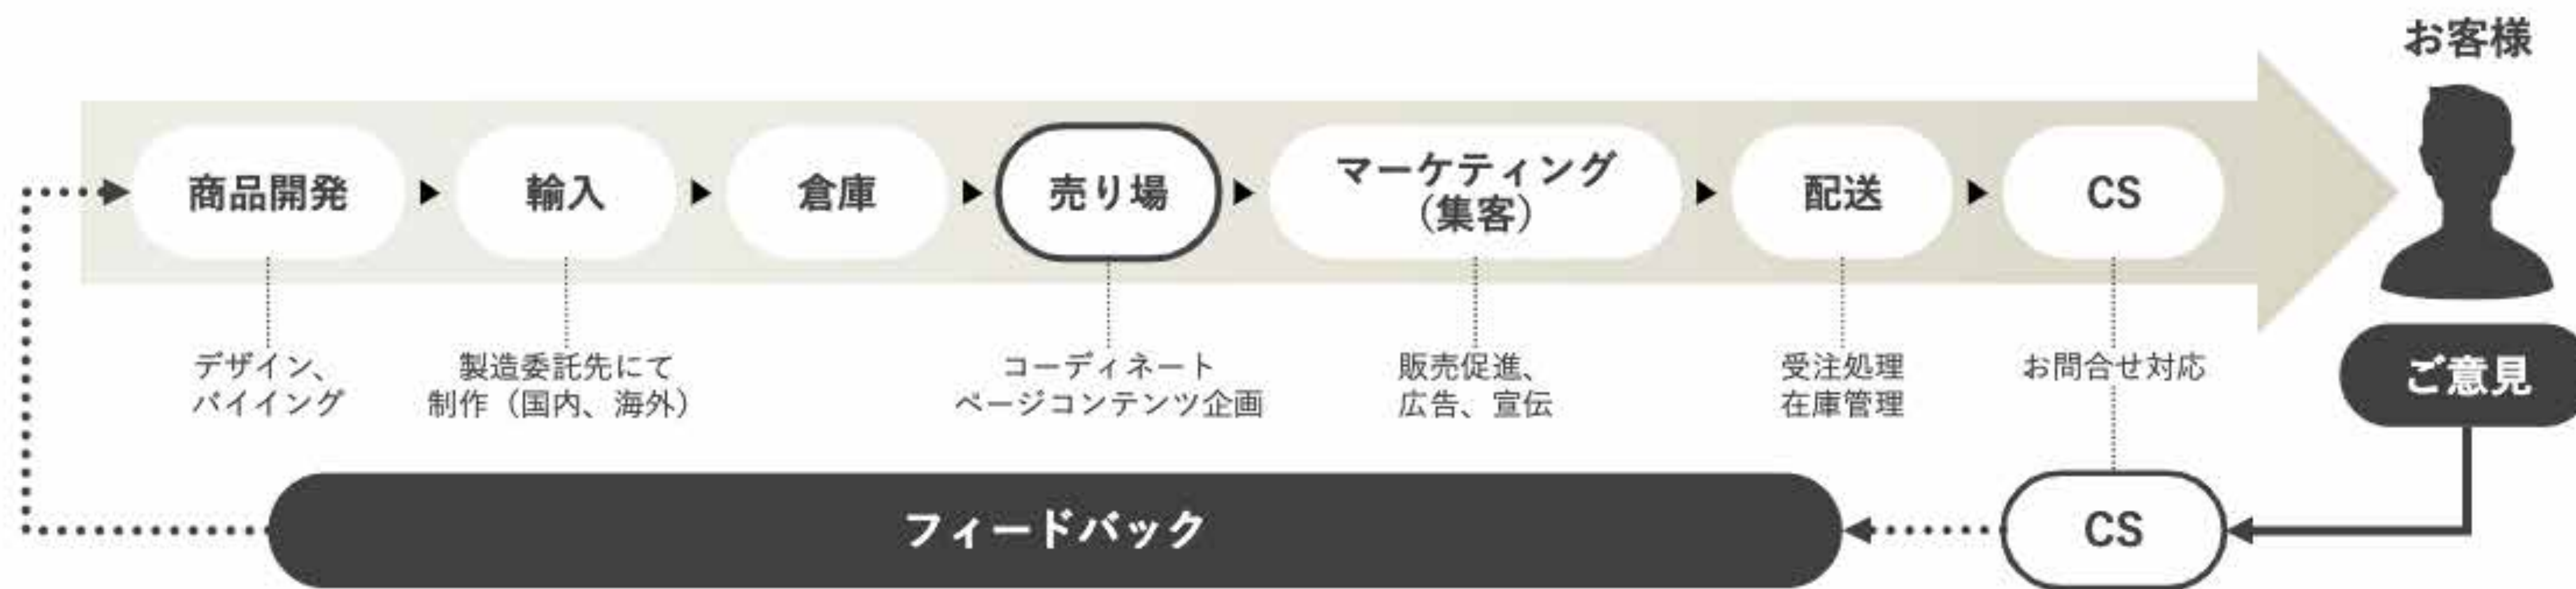 お客様
商品開発
輸入
倉庫
売り場
マーケティング
（集客）
配送
CS
デザイン、
バイイング
製造委託先にて
制作（国内、海外）
コーディネート
ページコンテンツ企画
販売促進、
広告、宣伝
受注処理
在庫管理
お問合せ対応
ご意見
フィードバック
CS